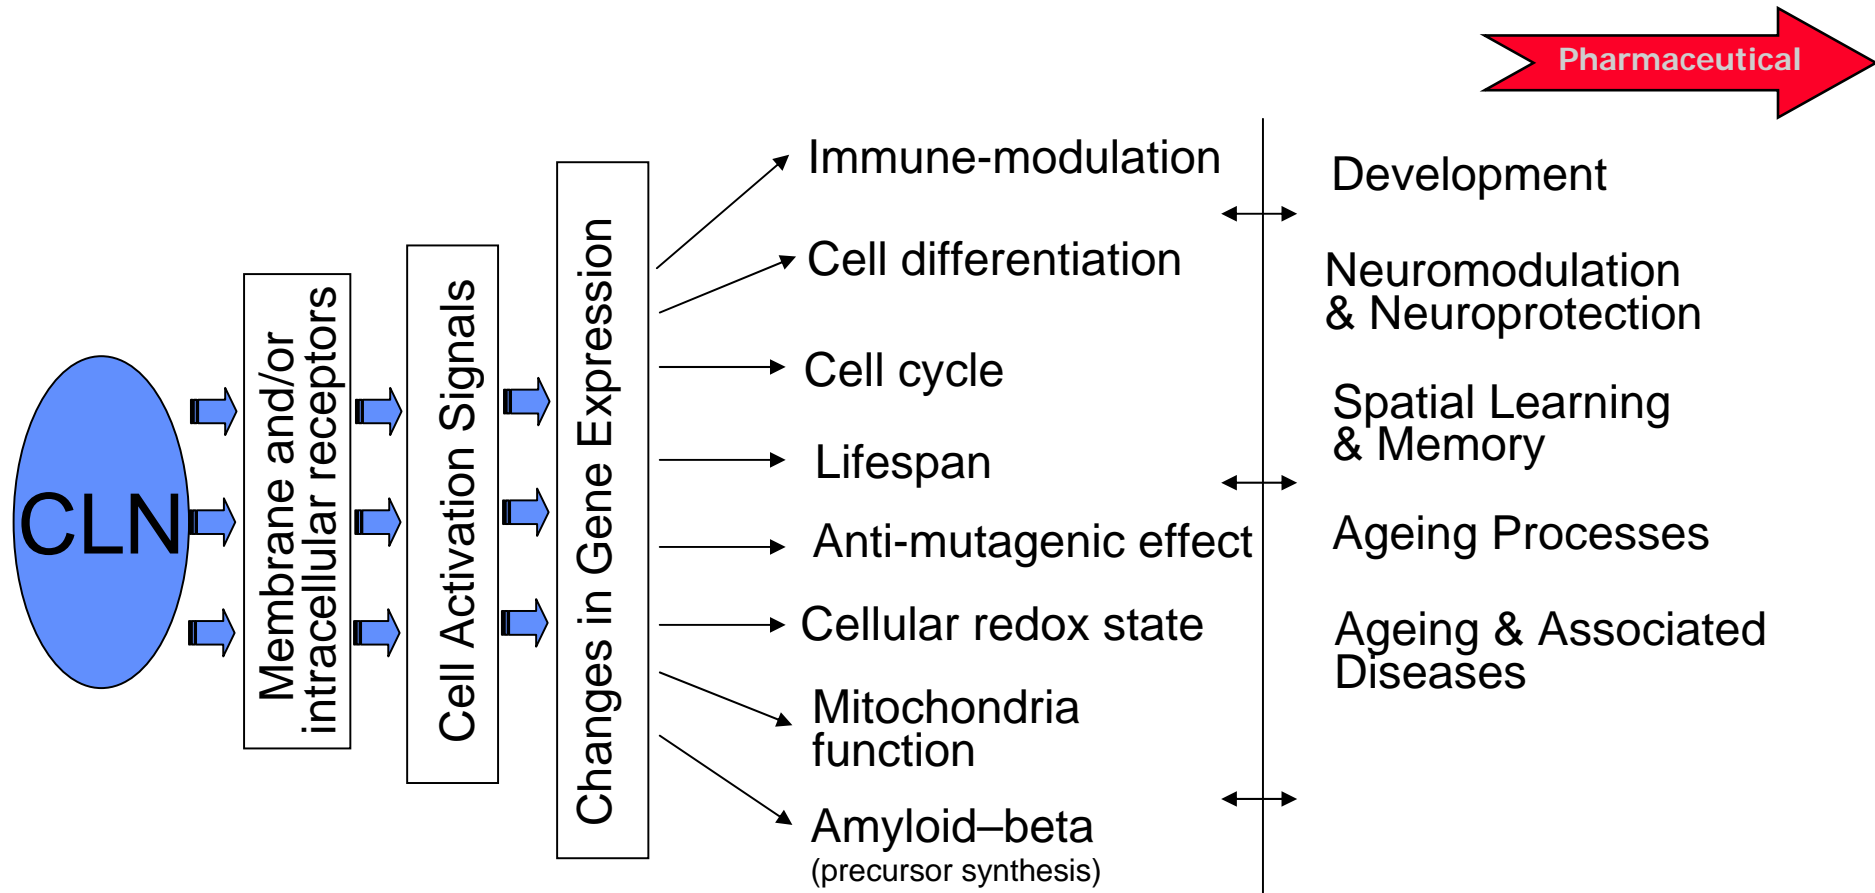 Pharmaceutical
CLN
Membrane and/or
intracellular receptors
Cell Activation Signals
Changes in Gene Expression
Immune-modulation
Cell differentiation
Cell cycle
Lifespan
Anti-mutagenic effect
Cellular redox state
Mitochondria
function
Amyloid–beta
(precursor synthesis)
Development
Neuromodulation
& Neuroprotection
Spatial Learning
& Memory
Ageing Processes
Ageing & Associated
Diseases